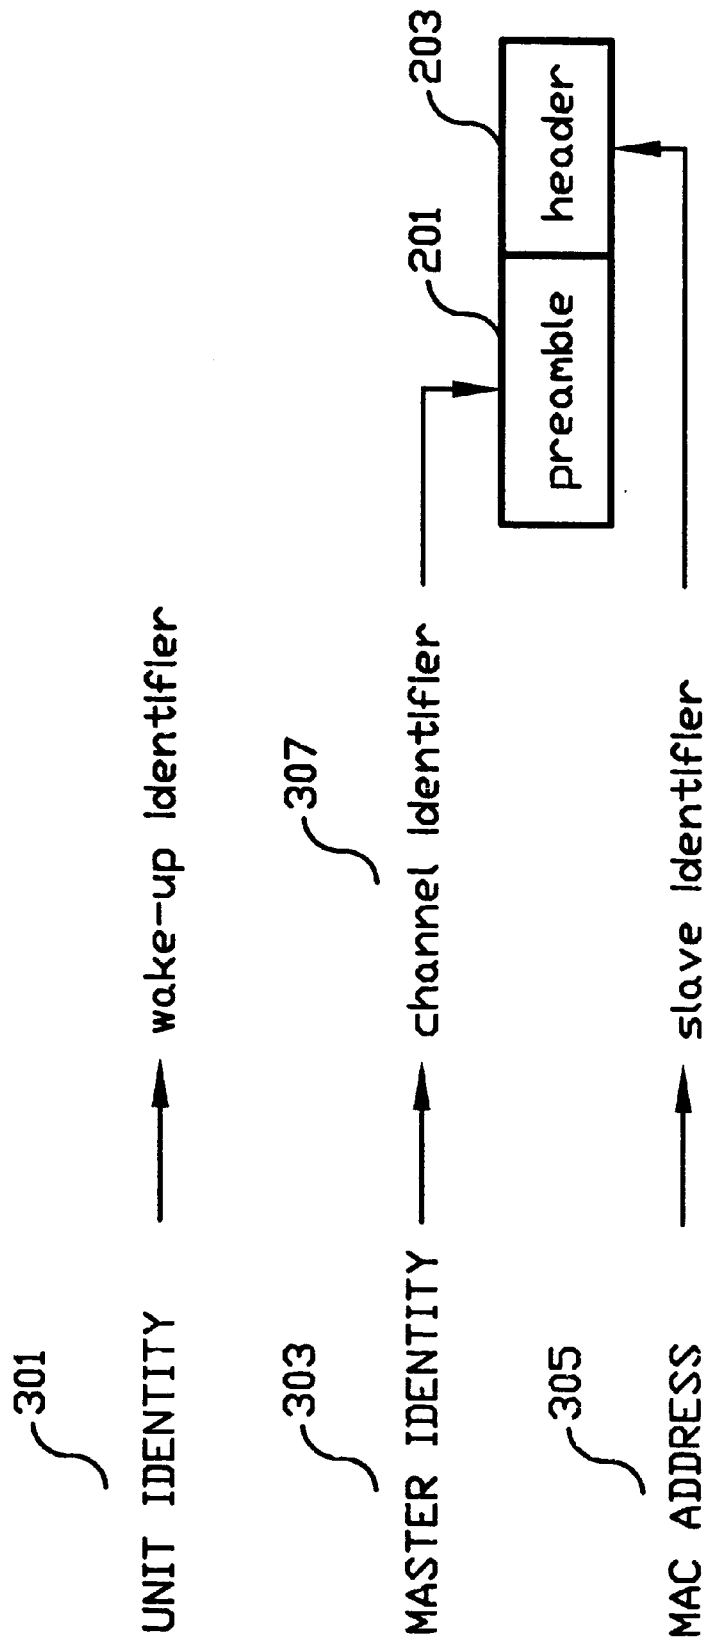 301
UNIT IDENTITY
wake-up identifier
303
MASTER IDENTITY
307
channel identifier
201
preamble
203
header
305
MAC ADDRESS
slave identifier